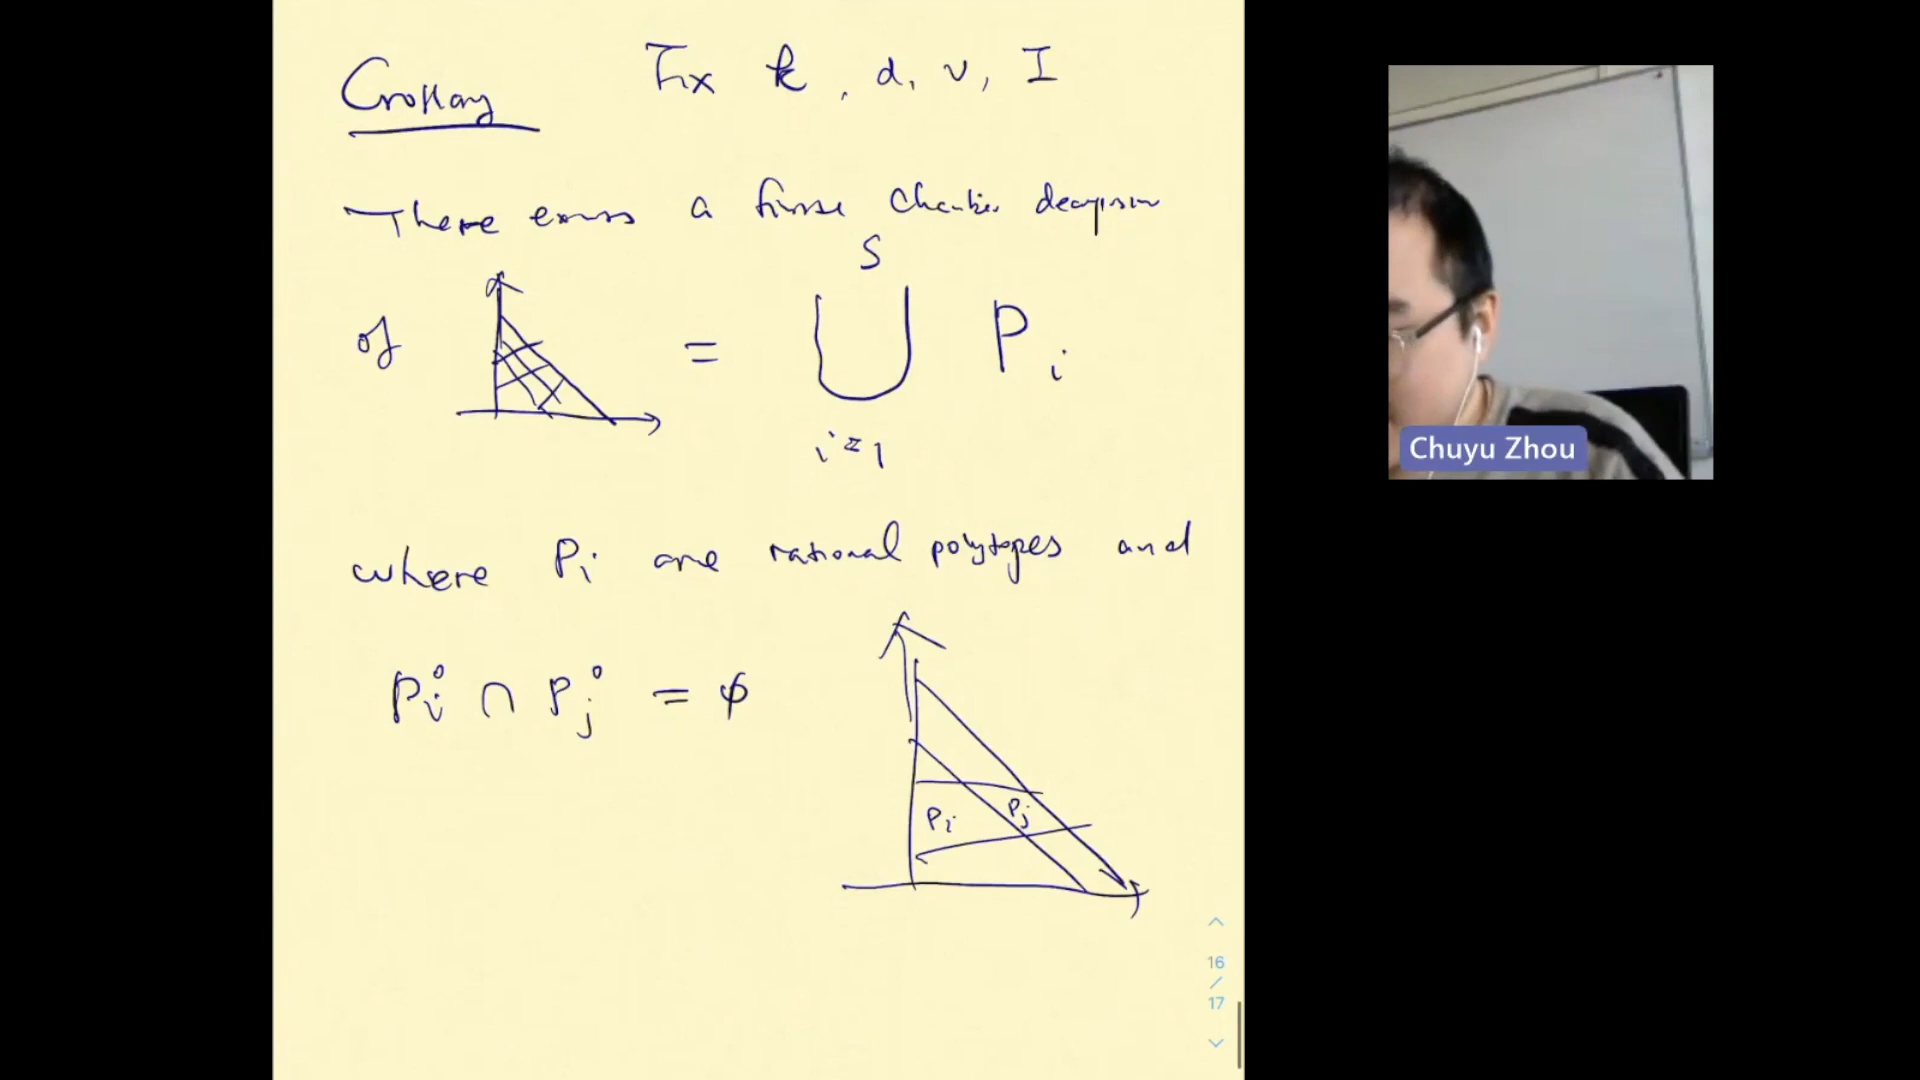 Corollary Fix k, d, v, I
There exists a finite chamber decomposition
of = ⋃ P_i
S
i=1
where P_i are rational polytopes and
P_i° ∩ P_j° = ϕ
P_i P_j
Chuyu Zhou
16
/
17